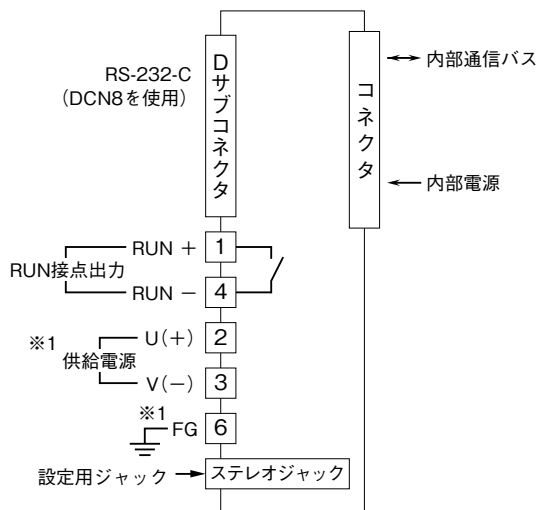 RS-232-C
（DCN8を使用）
Dサブコネクタ
コネクタ
内部通信バス
内部電源
RUN接点出力
RUN ＋
1
RUN －
4
※1
供給電源
U（＋）
2
V（－）
3
※1
FG
6
設定用ジャック
ステレオジャック